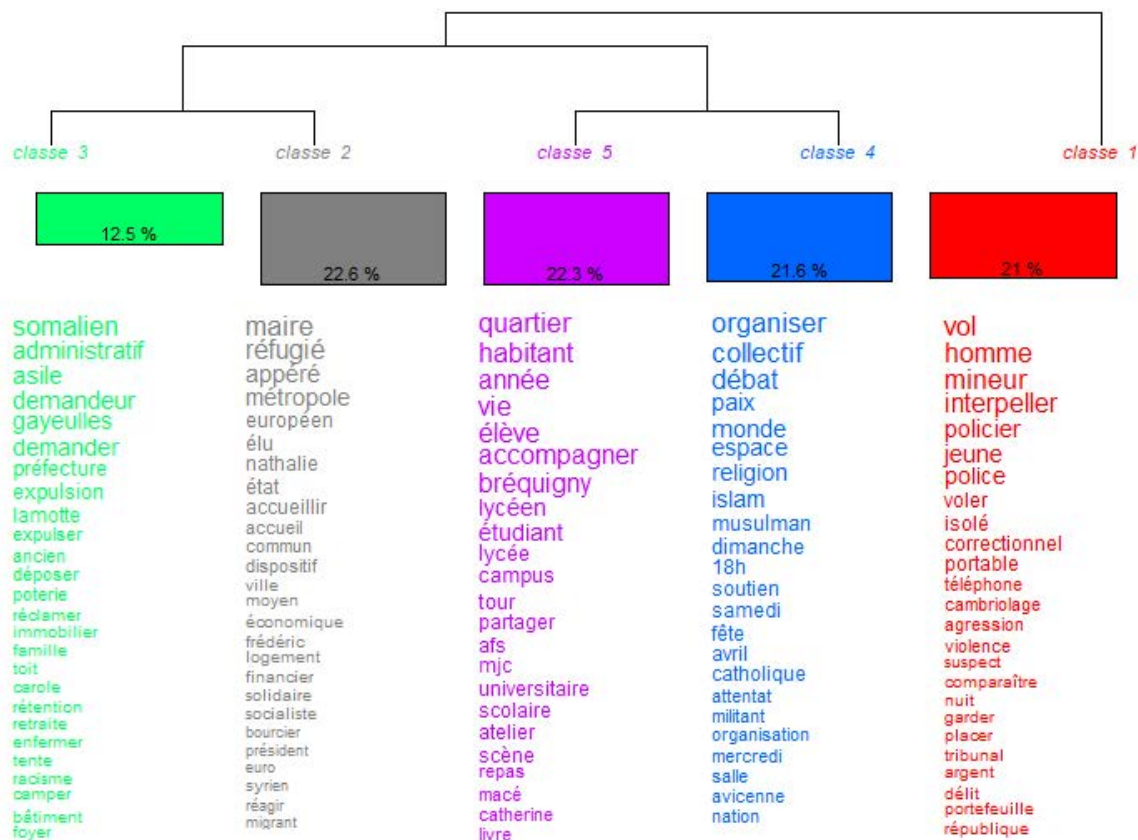 classe 3
classe 2
classe 5
classe 4
classe 1
12.5 %
22.6 %
22.3 %
21.6 %
21 %
somalien
administratif
asile
demandeur
gayeulles
demander
préfecture
expulsion
lamotte
expulser
ancien
déposer
poterie
réclamer
immobilier
famille
toit
carole
rétention
retraite
enfermer
tente
racisme
camper
bâtiment
foyer
maire
réfugié
appéré
métropole
européen
élu
nathalie
état
accueillir
accueil
commun
dispositif
ville
moyen
économique
frédéric
logement
financier
solidaire
socialiste
bourcier
président
euro
syrien
réagir
migrant
quartier
habitant
année
vie
élève
accompagner
bréquigny
lycéen
étudiant
lycée
campus
tour
partager
afs
mjc
universitaire
scolaire
atelier
scène
repas
macé
catherine
livre
organiser
collectif
débat
paix
monde
espace
religion
islam
musulman
dimanche
18h
soutien
samedi
fête
avril
catholique
attentat
militant
organisation
mercredi
salle
avicenne
nation
vol
homme
mineur
interpeller
policier
jeune
police
voler
isolé
correctionnel
portable
téléphone
cambriolage
agression
violence
suspect
comparaître
nuit
garder
placer
tribunal
argent
délit
portefeuille
république